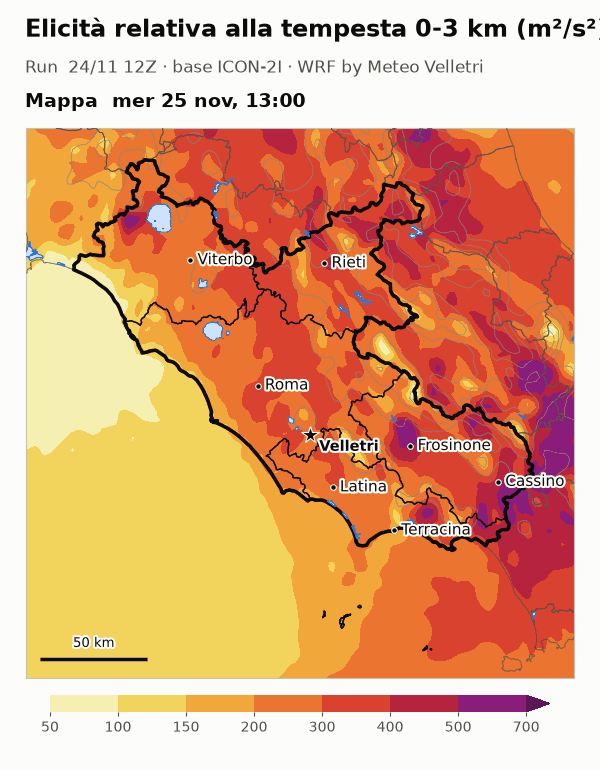 Elicità relativa alla tempesta 0-3 km (m²/s²)
Run 24/11 12Z · base ICON-2I · WRF by Meteo Velletri
Mappa mer 25 nov, 13:00
Viterbo
Rieti
Roma
Velletri
Frosinone
Cassino
Latina
Terracina
50 km
50 100 150 200 300 400 500 700